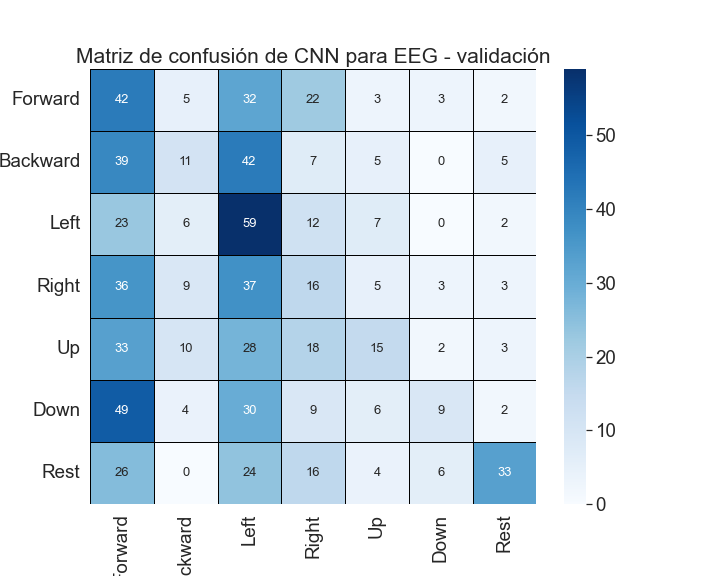 Matriz de confusión de CNN para EEG - validación
Forward 42 5 32 22 3 3 2
Backward 39 11 42 7 5 0 5
Left 23 6 59 12 7 0 2
Right 36 9 37 16 5 3 3
Up 33 10 28 18 15 2 3
Down 49 4 30 9 6 9 2
Rest 26 0 24 16 4 6 33
Forward
ckward
Left
Right
Up
Down
Rest
50
40
30
20
10
0